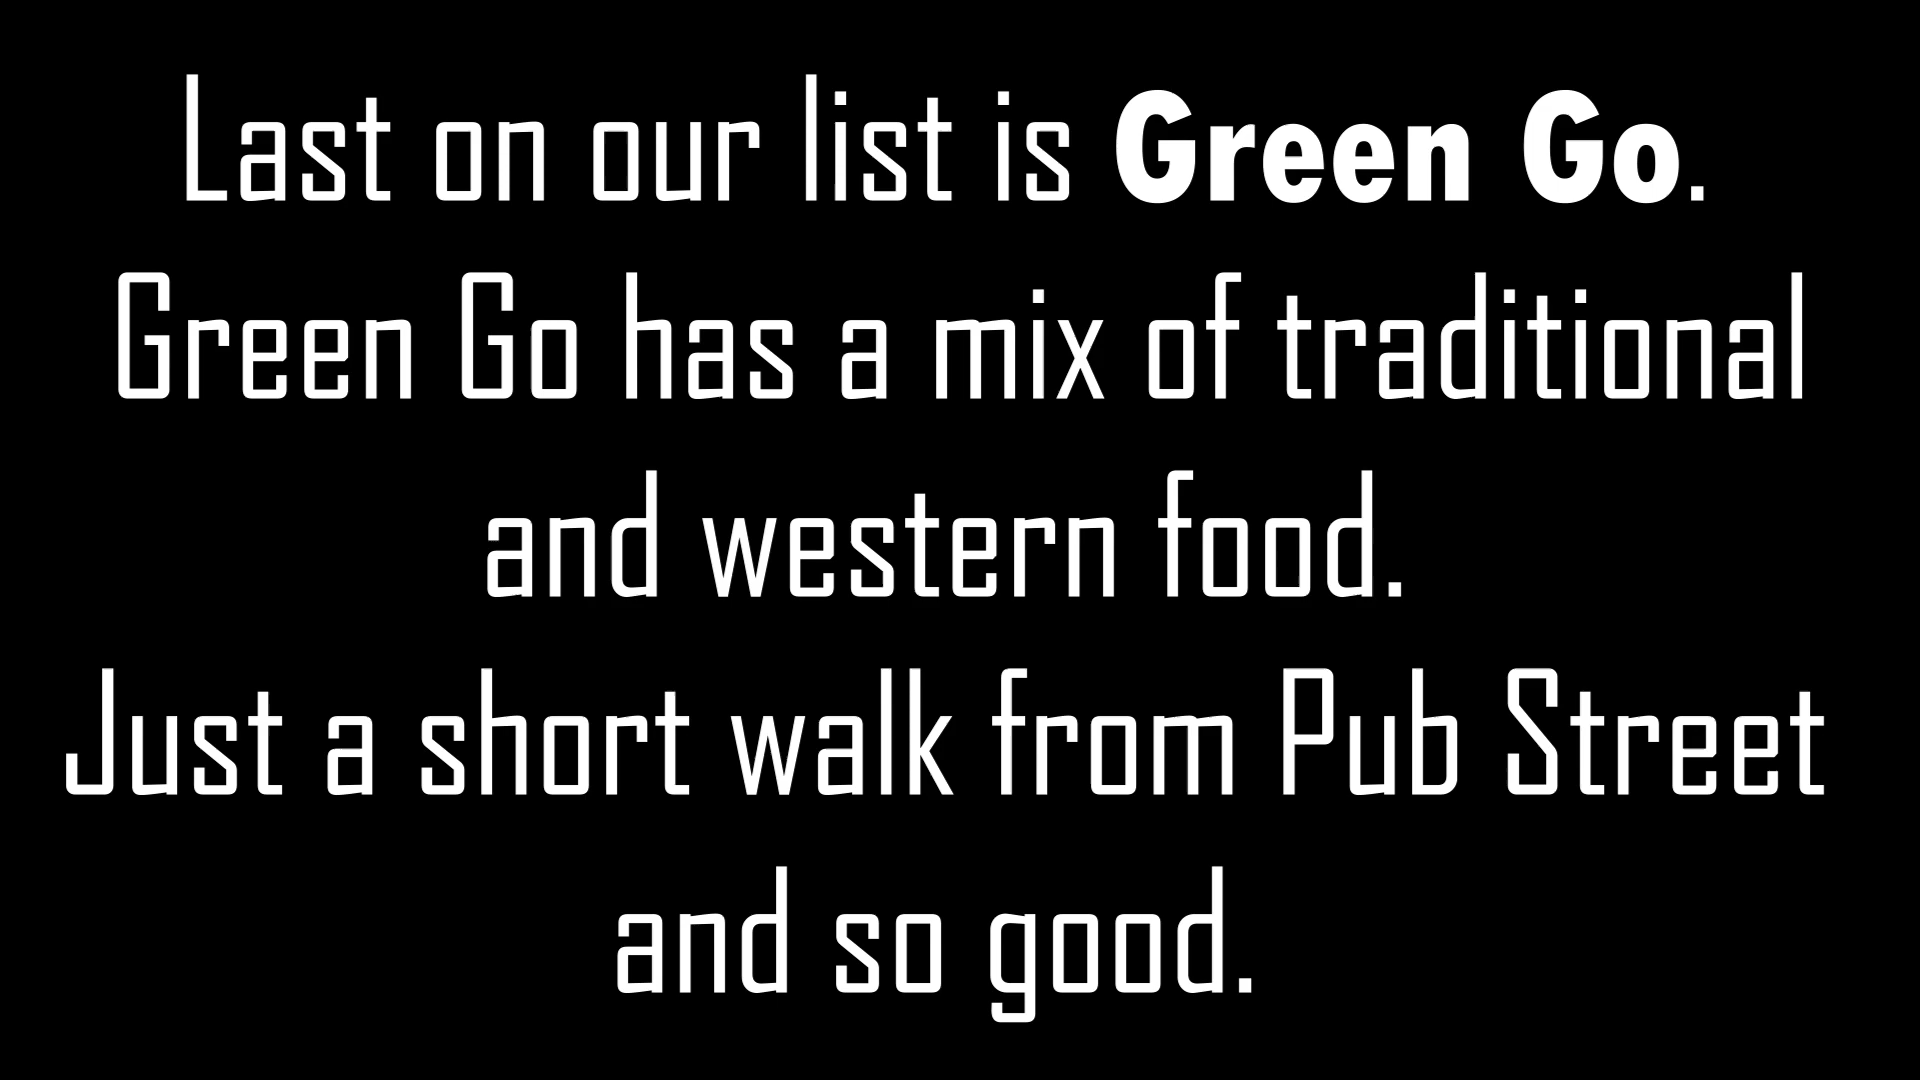 Last on our list is Green Go.
Green Go has a mix of traditional
and western food.
Just a short walk from Pub Street
and so good.